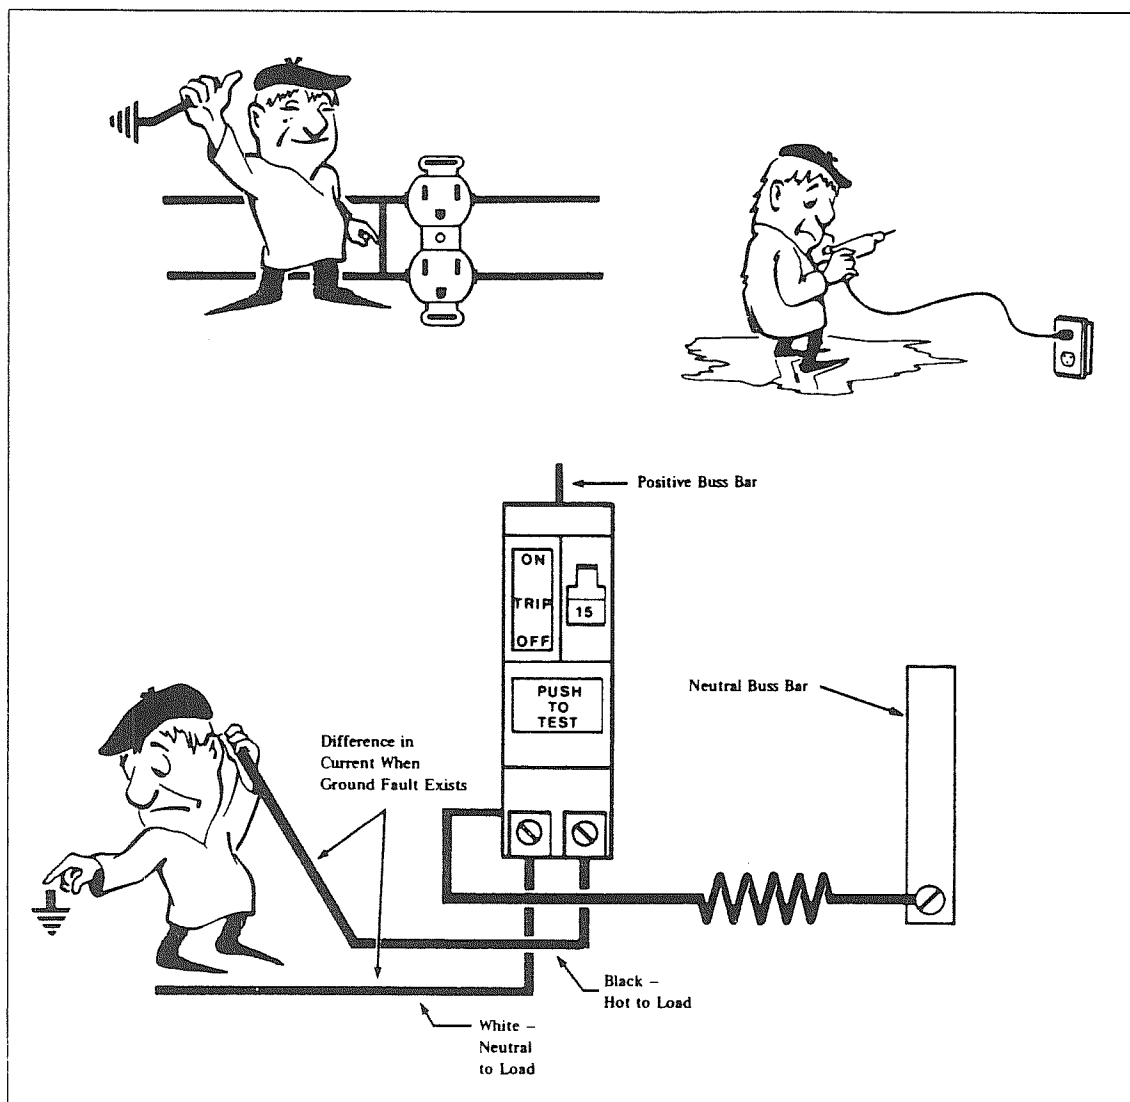 Positive Buss Bar
ON
TRIP
OFF
15
PUSH
TO
TEST
Neutral Buss Bar
Difference in
Current When
Ground Fault Exists
Black –
Hot to Load
White –
Neutral
to Load